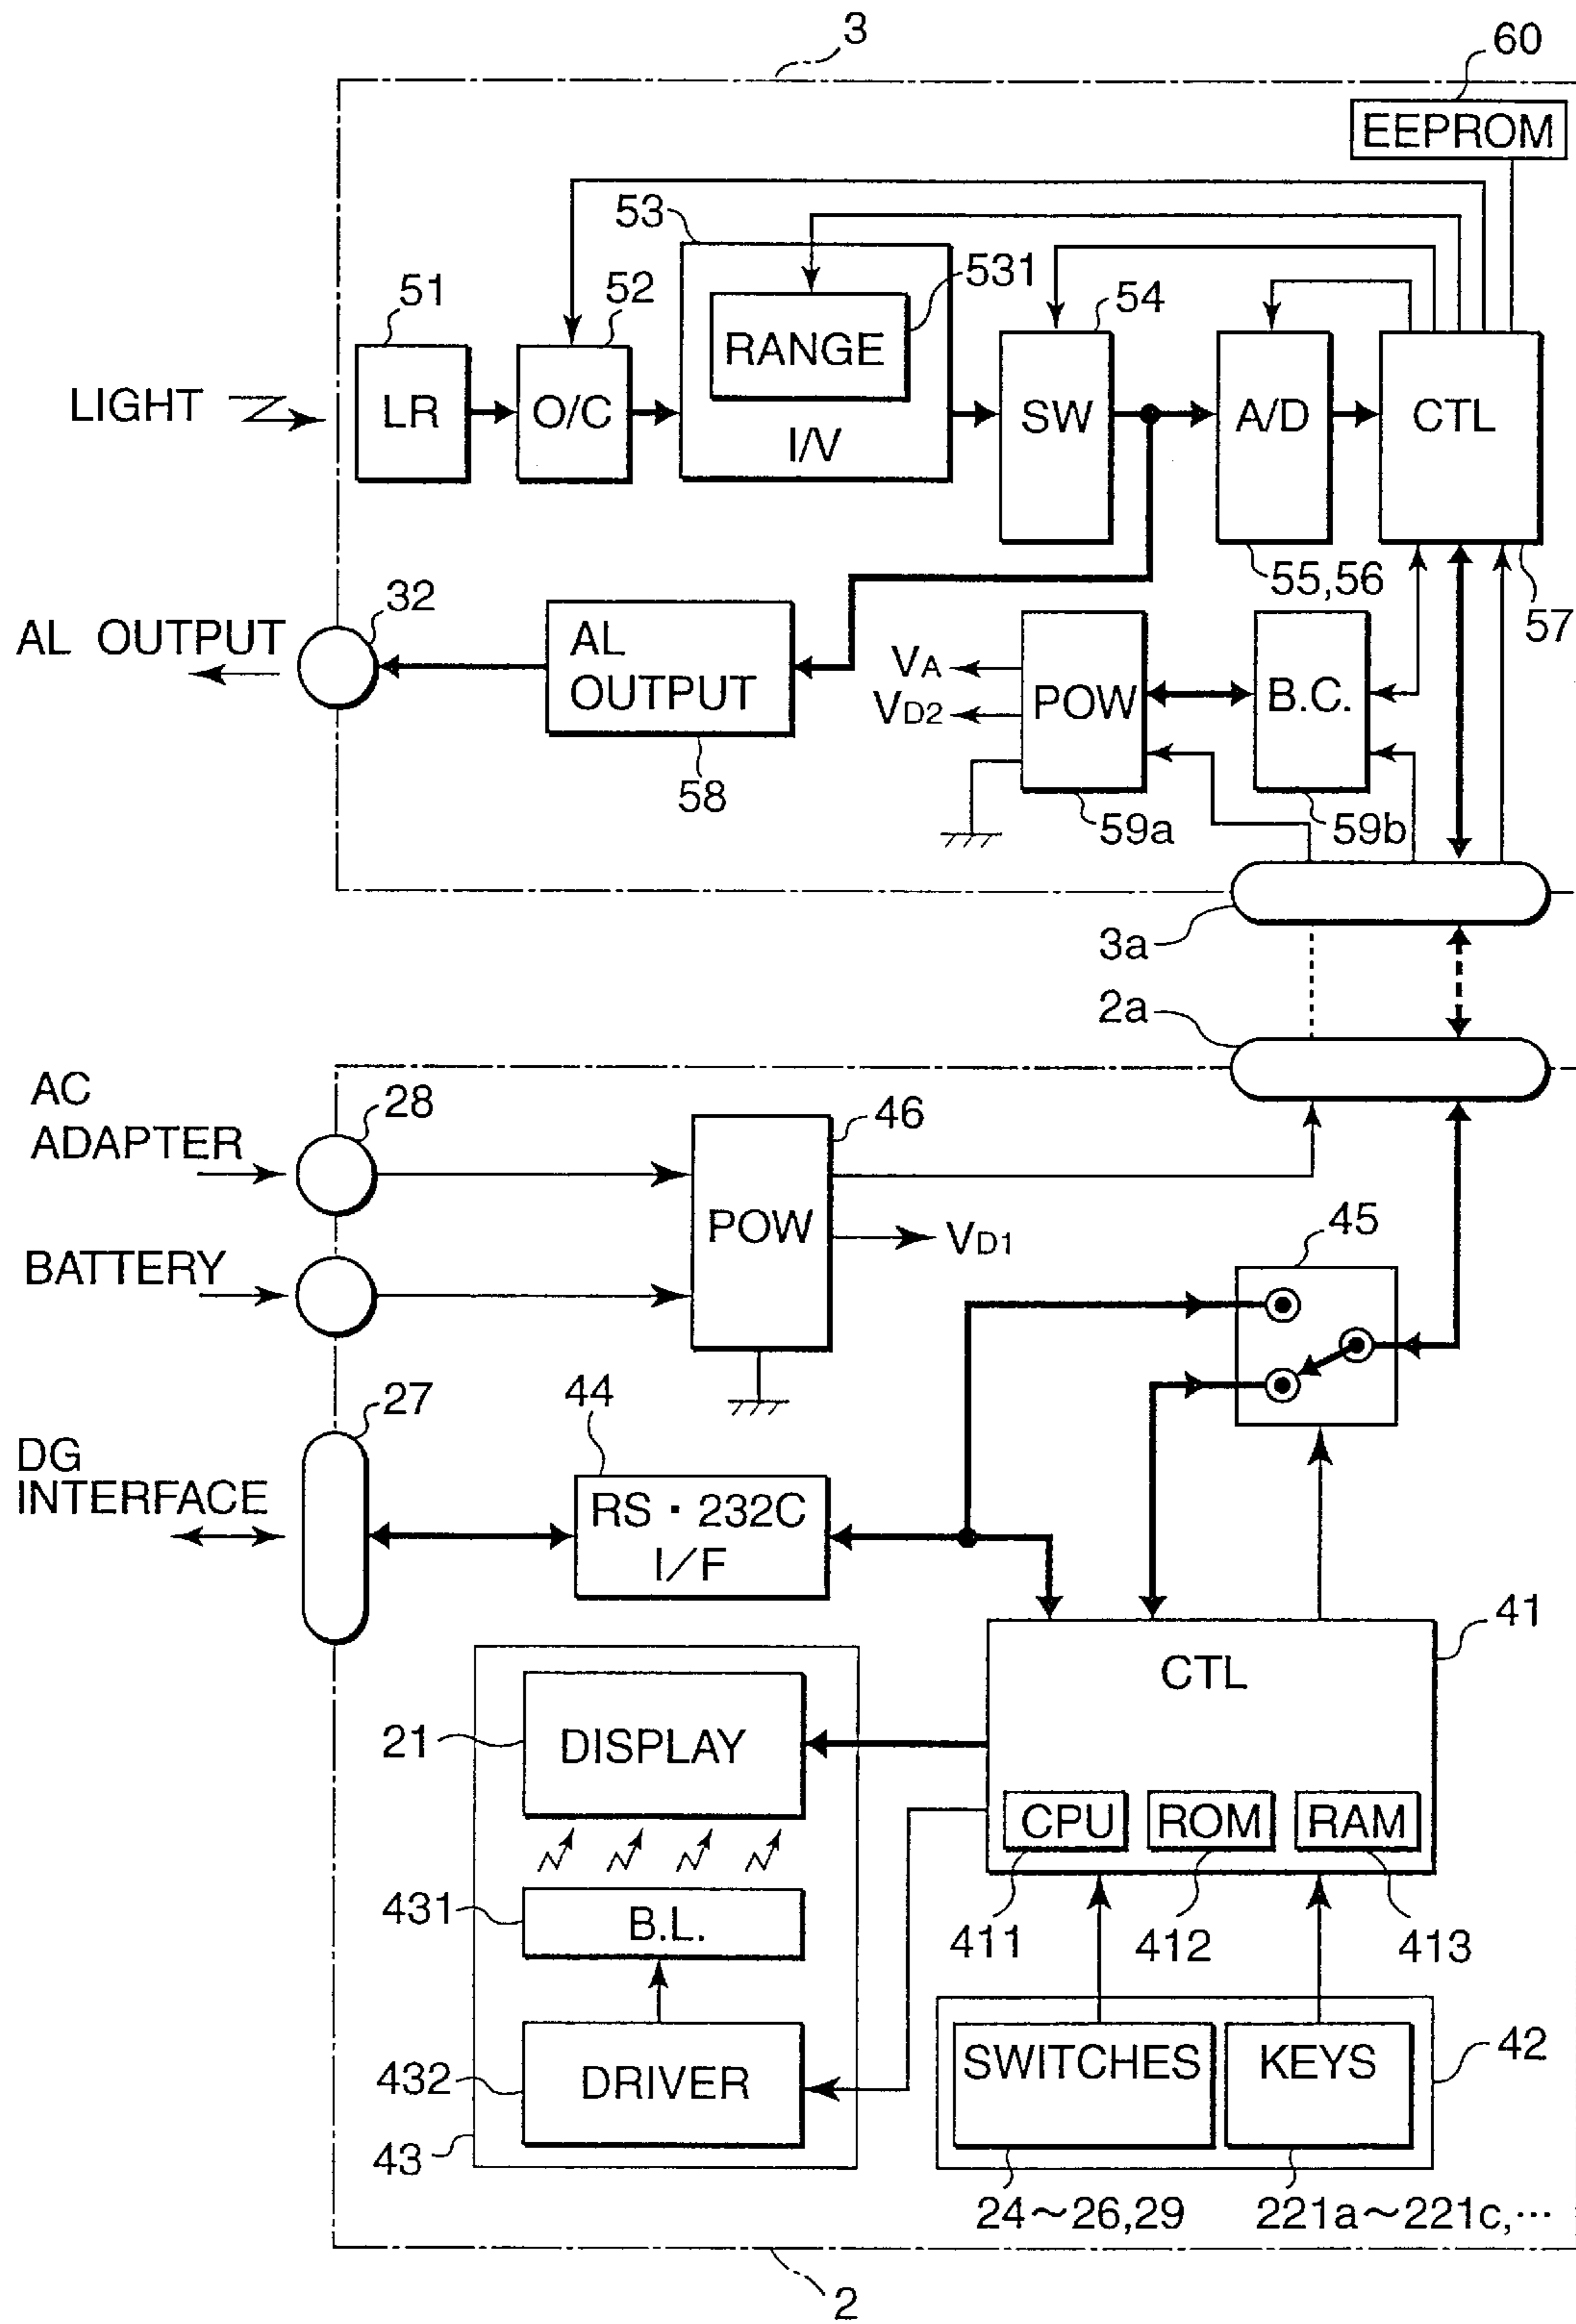 3
60
EEPROM
53
531
51
52
54
RANGE
LIGHT
LR
O/C
SW
A/D
CTL
I/V
32
55,56
57
AL OUTPUT
AL
OUTPUT
VA
VD2
POW
B.C.
58
59a
59b
3a
2a
AC
ADAPTER
28
46
POW
VD1
BATTERY
45
27
44
DG
INTERFACE
RS・232C
I/F
41
CTL
21
DISPLAY
CPU
ROM
RAM
431
B.L.
411
412
413
432
DRIVER
SWITCHES
KEYS
42
43
24～26,29
221a～221c,…
2